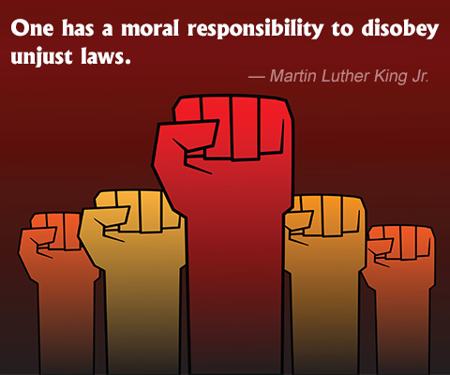 One has a moral responsibility to disobey
unjust laws.
— Martin Luther King Jr.